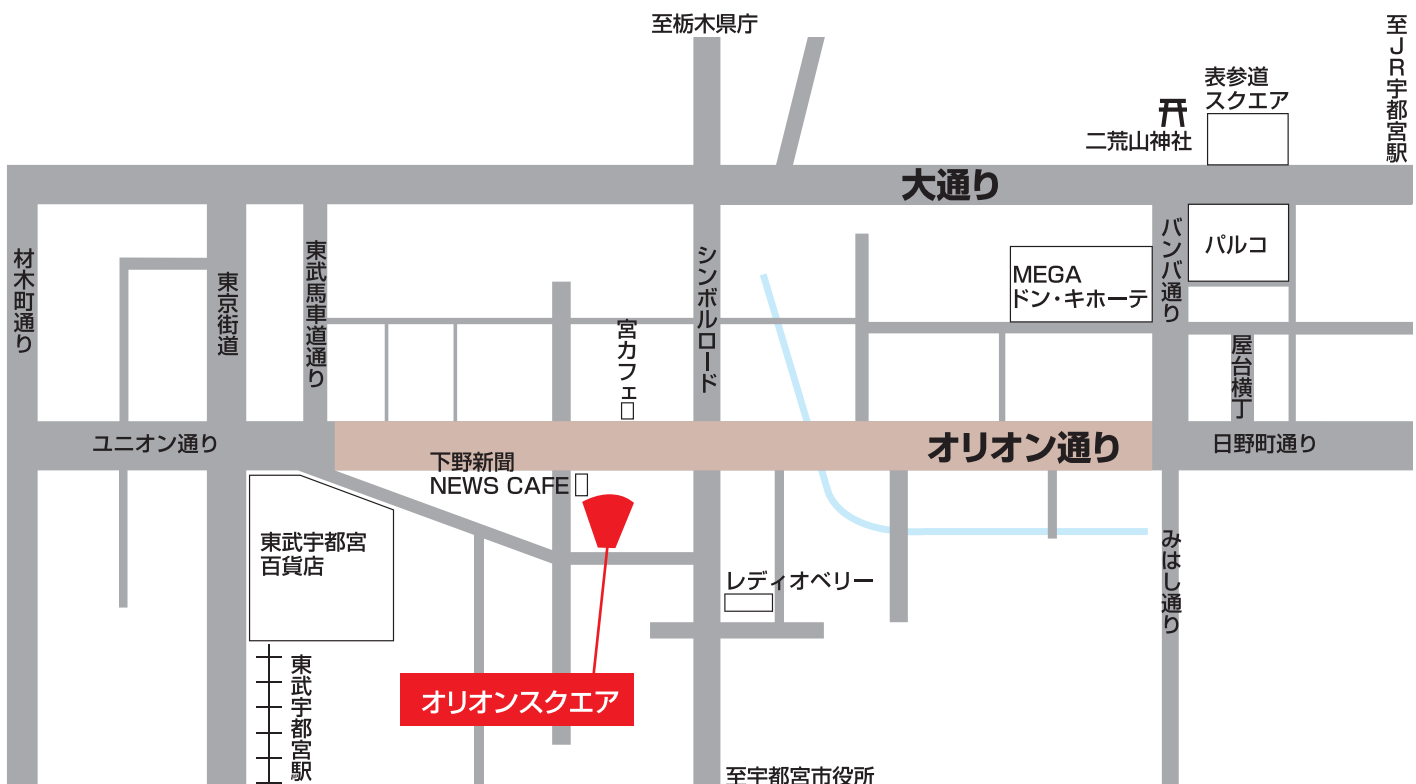 至栃木県庁
至JR宇都宮駅
表参道
スクエア
二荒山神社
大通り
材木町通り
東京街道
東武馬車道通り
シンボルロード
バンバ通り
パルコ
MEGA
ドン・キホーテ
宮カフェ
屋台横丁
ユニオン通り
オリオン通り
日野町通り
下野新聞
NEWS CAFE
東武宇都宮
百貨店
レディオベリー
みはし通り
東武宇都宮駅
オリオンスクエア
至宇都宮市役所